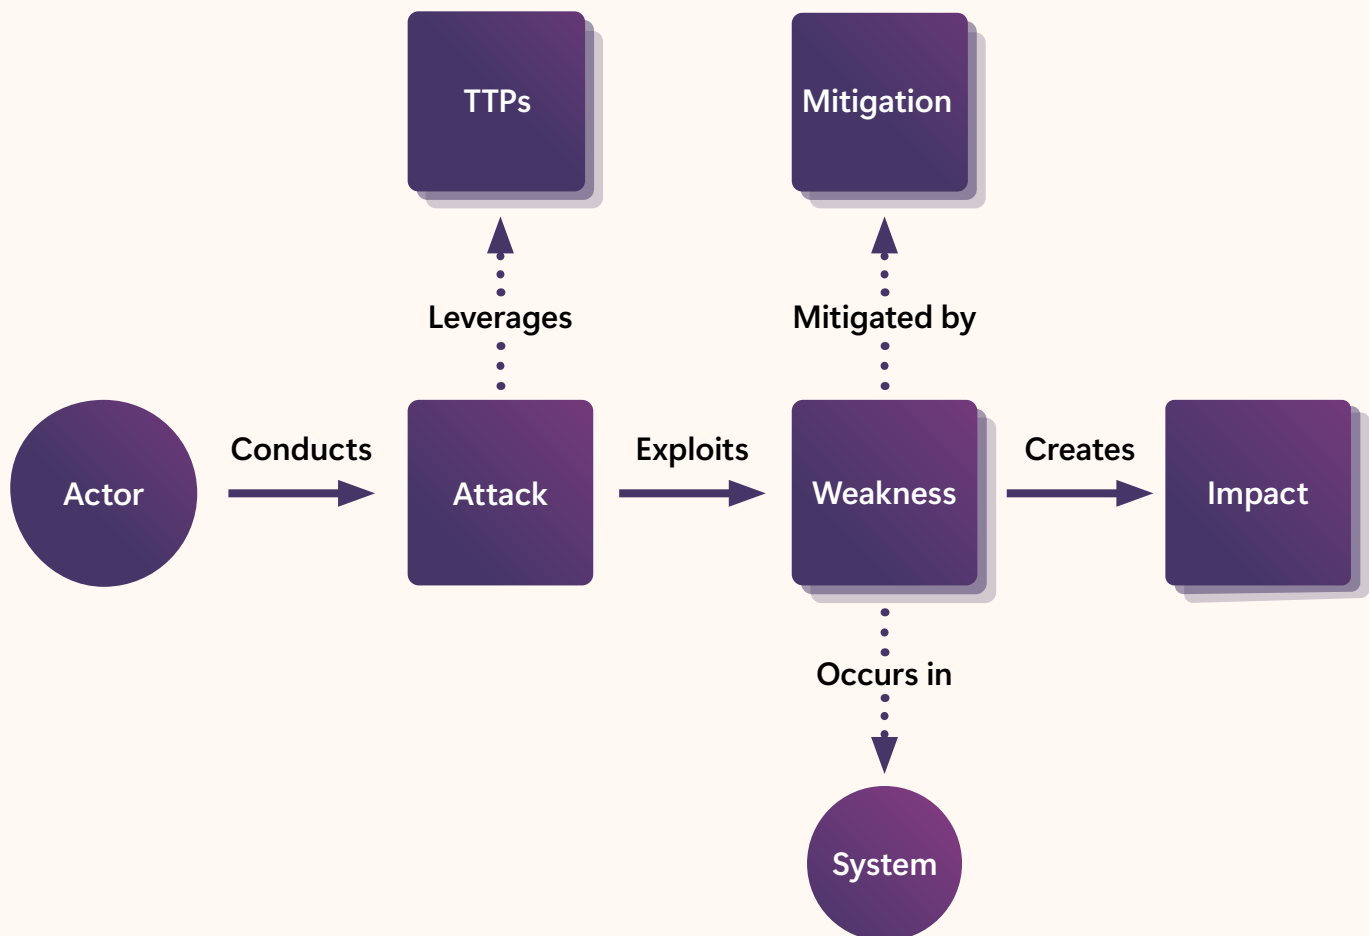 TTPs
Mitigation
Leverages
Mitigated by
Actor
Conducts
Attack
Exploits
Weakness
Creates
Impact
Occurs in
System